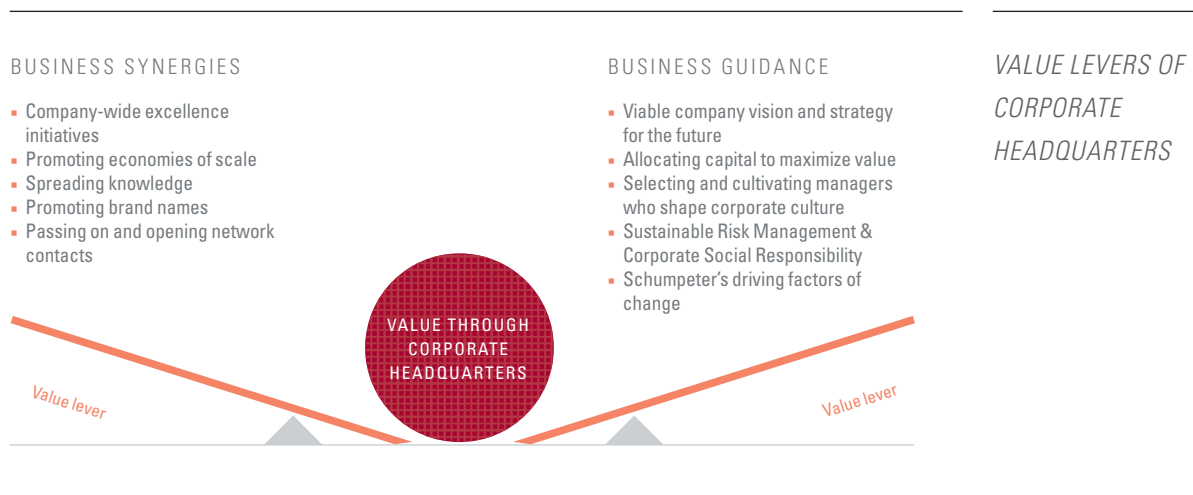 BUSINESS SYNERGIES
▪ Company-wide excellence
initiatives
▪ Promoting economies of scale
▪ Spreading knowledge
▪ Promoting brand names
▪ Passing on and opening network
contacts
BUSINESS GUIDANCE
▪ Viable company vision and strategy
for the future
▪ Allocating capital to maximize value
▪ Selecting and cultivating managers
who shape corporate culture
▪ Sustainable Risk Management &
Corporate Social Responsibility
▪ Schumpeter’s driving factors of
change
VALUE LEVERS OF
CORPORATE
HEADQUARTERS
VALUE THROUGH
CORPORATE
HEADQUARTERS
Value lever
Value lever